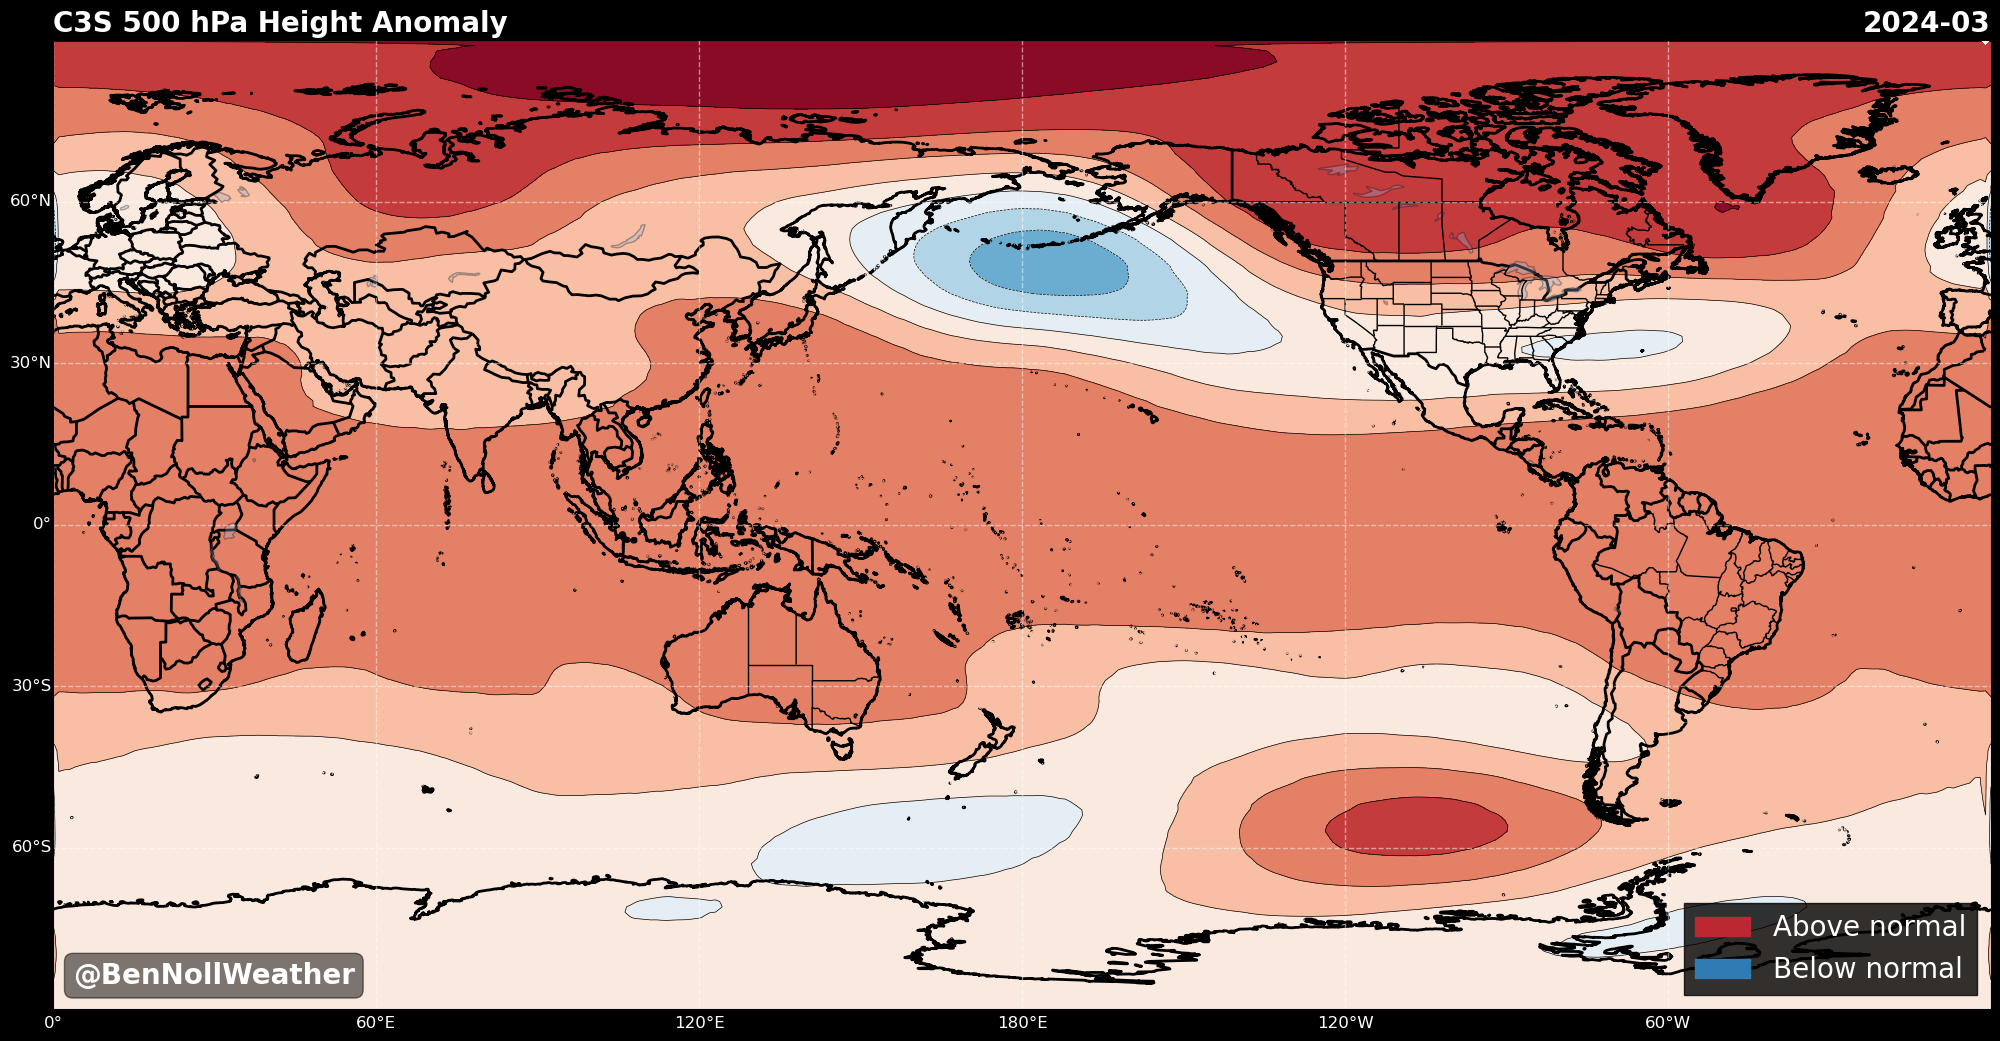 C3S 500 hPa Height Anomaly
2024-03
60°N
30°N
0°
30°S
60°S
Above normal
Below normal
@BenNollWeather
0°
60°E
120°E
180°E
120°W
60°W